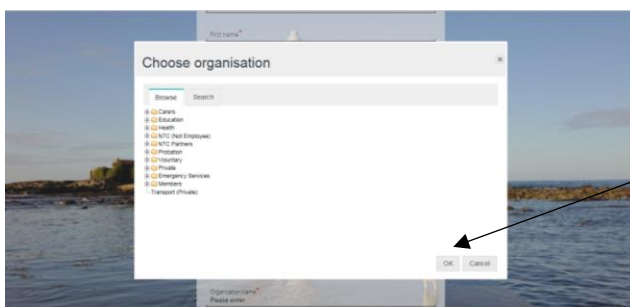 First name*
Choose organisation
Browse Search
Carers
Education
Health
NTC (Not Employee)
NTC Partners
Probation
Voluntary
Private
Emergency Services
Members
Transport (Private)
OK Cancel
Organisation name*
Please enter